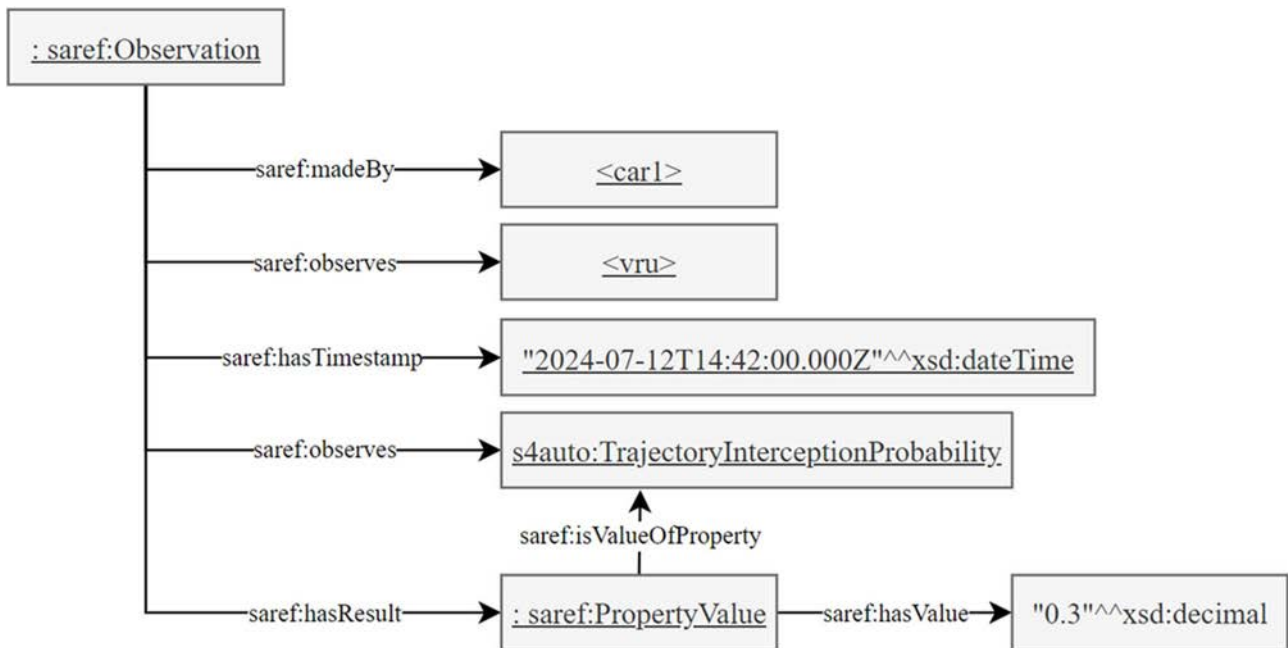 : saref:Observation
saref:madeBy
<car1>
saref:observes
<vru>
saref:hasTimestamp
"2024-07-12T14:42:00.000Z"^^xsd:dateTime
saref:observes
s4auto:TrajectoryInterceptionProbability
saref:isValueOfProperty
saref:hasResult
: saref:PropertyValue
saref:hasValue
"0.3"^^xsd:decimal